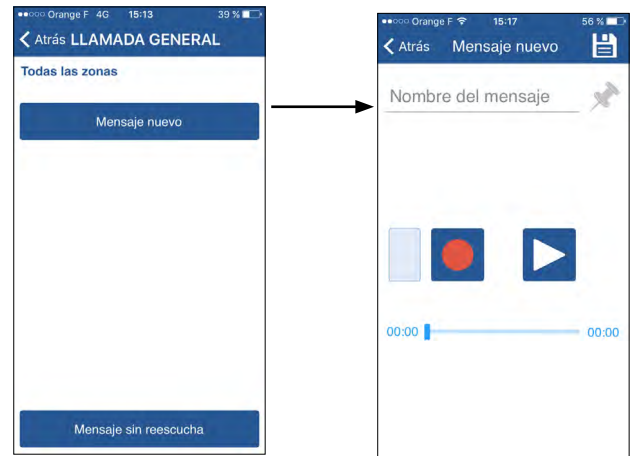 Orange F 4G 15:13 39 %
Atrás LLAMADA GENERAL
Todas las zonas
Mensaje nuevo
Mensaje sin reescucha
Orange F 15:17 56 %
Atrás Mensaje nuevo
Nombre del mensaje
00:00 00:00